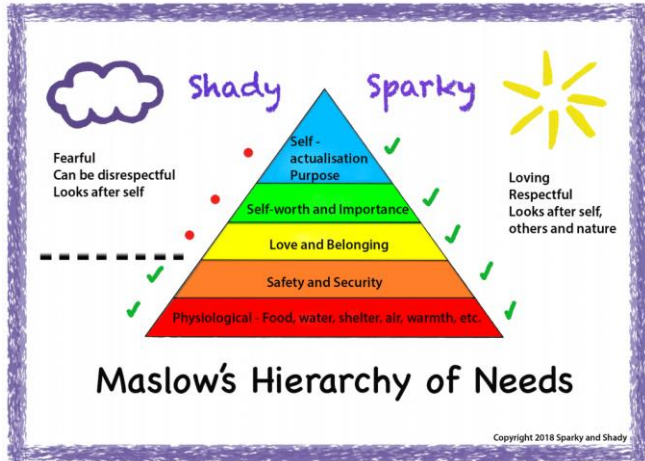 Shady
Sparky
Fearful
Can be disrespectful
Looks after self
Self -
actualisation
Purpose
Self-worth and Importance
Love and Belonging
Safety and Security
Physiological - Food, water, shelter, air, warmth, etc.
Loving
Respectful
Looks after self,
others and nature
Maslow's Hierarchy of Needs
Copyright 2018 Sparky and Shady